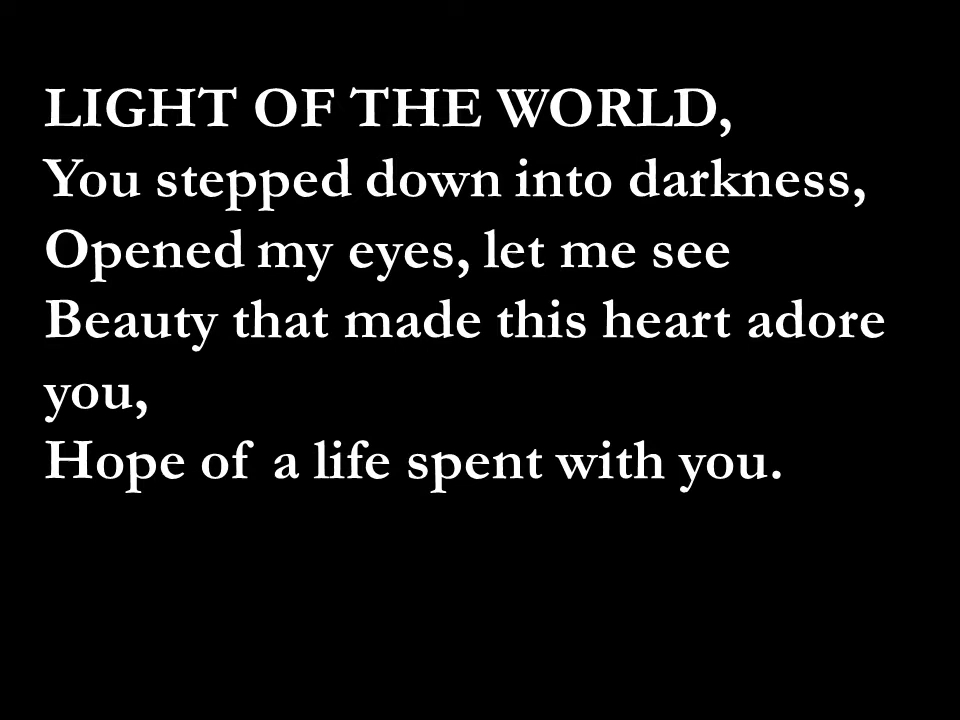 LIGHT OF THE WORLD,
You stepped down into darkness,
Opened my eyes, let me see
Beauty that made this heart adore
you,
Hope of a life spent with you.